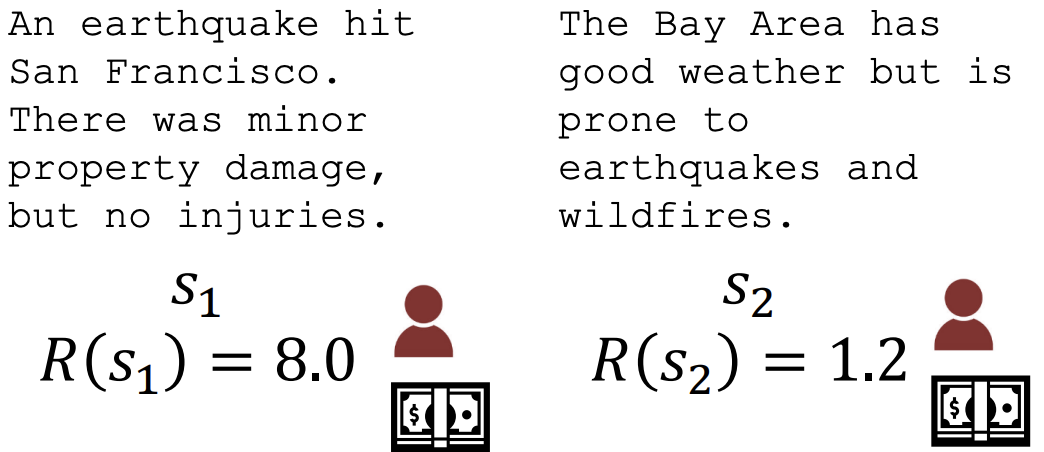 An earthquake hit
San Francisco.
There was minor
property damage,
but no injuries.
s₁
R(s₁) = 8.0
$
The Bay Area has
good weather but is
prone to
earthquakes and
wildfires.
s₂
R(s₂) = 1.2
$